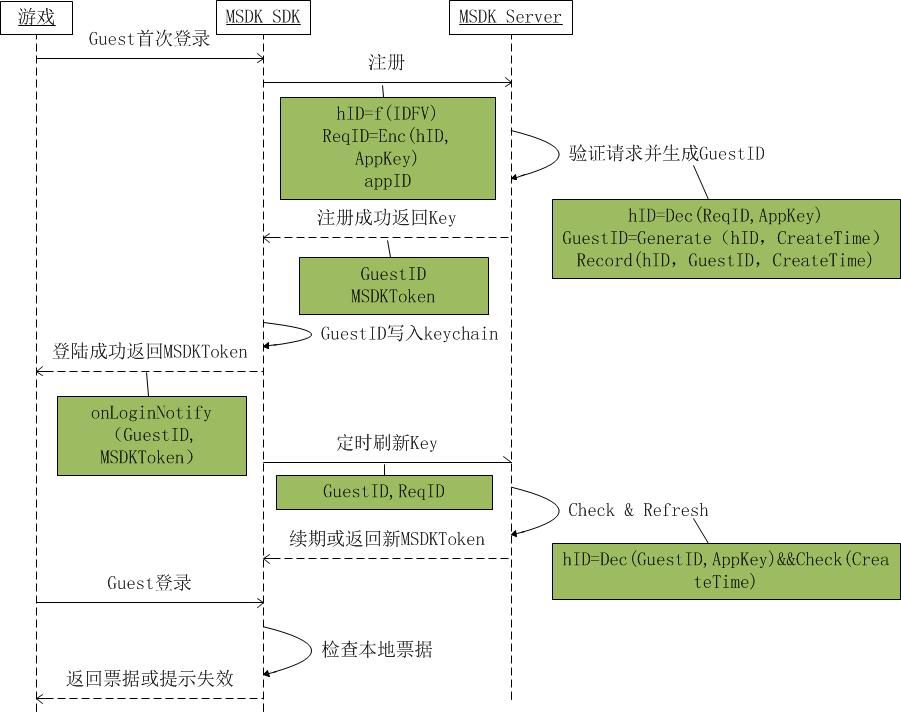 游戏
MSDK SDK
MSDK Server
Guest首次登录
注册
hID=f(IDFV)
ReqID=Enc(hID,
AppKey)
appID
验证请求并生成GuestID
hID=Dec(ReqID,AppKey)
GuestID=Generate（hID，CreateTime）
Record(hID，GuestID，CreateTime)
注册成功返回Key
GuestID
MSDKToken
GuestID写入keychain
登陆成功返回MSDKToken
onLoginNotify
（GuestID,
MSDKToken）
定时刷新Key
GuestID,ReqID
Check & Refresh
hID=Dec(GuestID,AppKey)&&Check(Crea
teTime)
续期或返回新MSDKToken
Guest登录
检查本地票据
返回票据或提示失效